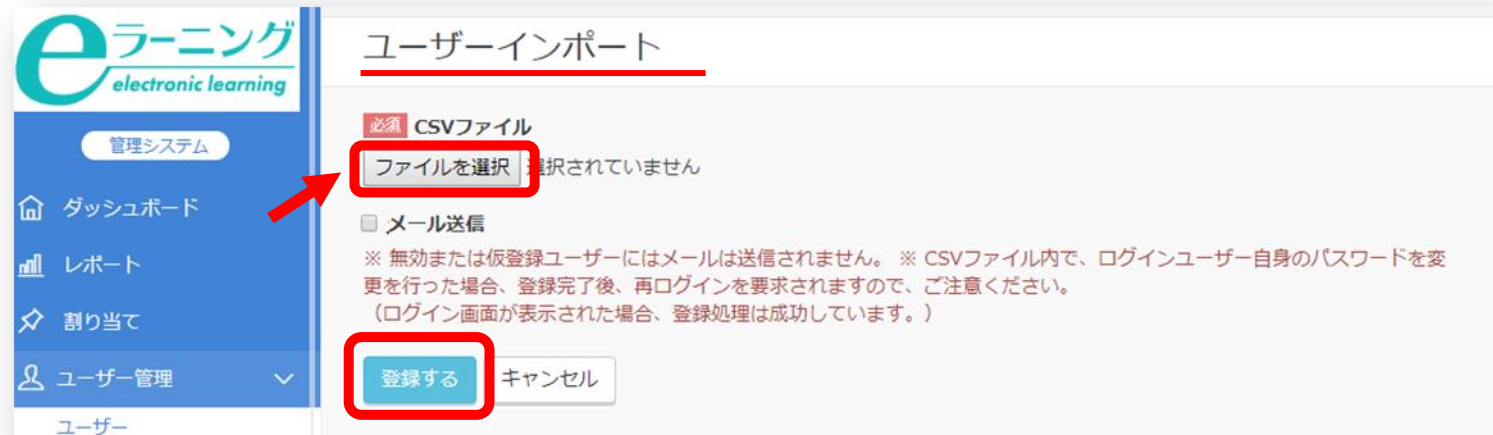 eラーニング
electronic learning
管理システム
ダッシュボード
レポート
割り当て
ユーザー管理
ユーザー
ユーザーインポート
必須 CSVファイル
ファイルを選択 選択されていません
メール送信
※ 無効または仮登録ユーザーにはメールは送信されません。 ※ CSVファイル内で、ログインユーザー自身のパスワードを変
更を行った場合、登録完了後、再ログインを要求されますので、ご注意ください。
（ログイン画面が表示された場合、登録処理は成功しています。）
登録する キャンセル